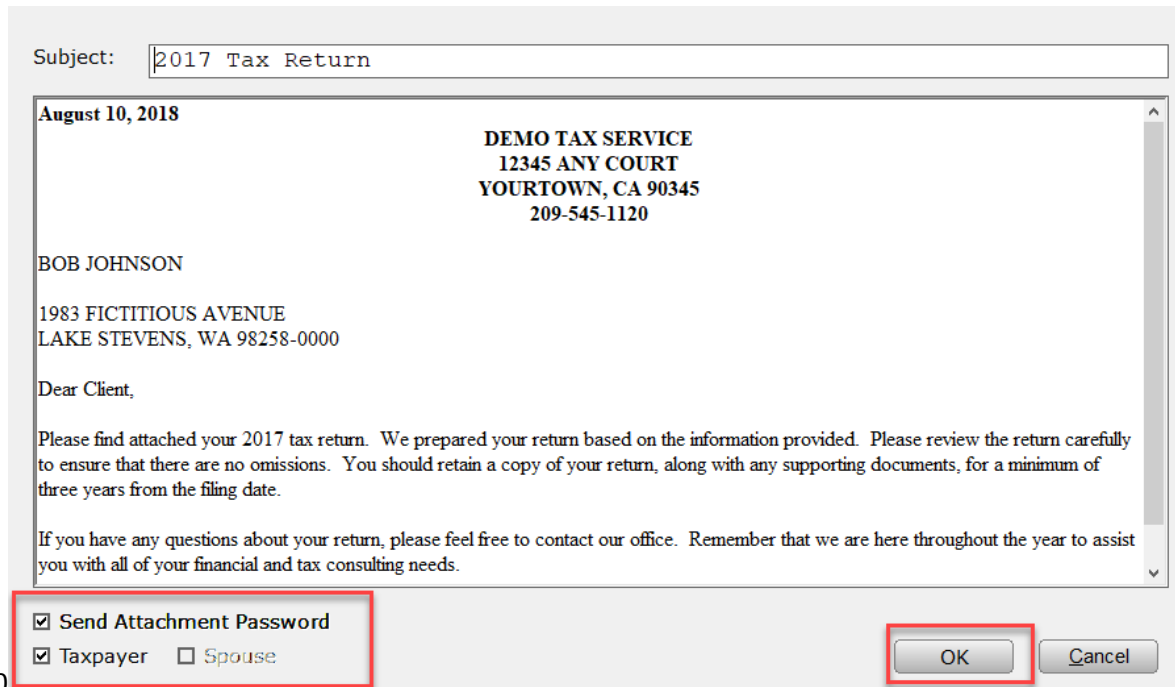 Subject: 2017 Tax Return
August 10, 2018
DEMO TAX SERVICE
12345 ANY COURT
YOURTOWN, CA 90345
209-545-1120
BOB JOHNSON
1983 FICTITIOUS AVENUE
LAKE STEVENS, WA 98258-0000
Dear Client,
Please find attached your 2017 tax return.  We prepared your return based on the information provided.  Please review the return carefully
to ensure that there are no omissions.  You should retain a copy of your return, along with any supporting documents, for a minimum of
three years from the filing date.
If you have any questions about your return, please feel free to contact our office.  Remember that we are here throughout the year to assist
you with all of your financial and tax consulting needs.
Send Attachment Password
Taxpayer Spouse OK Cancel